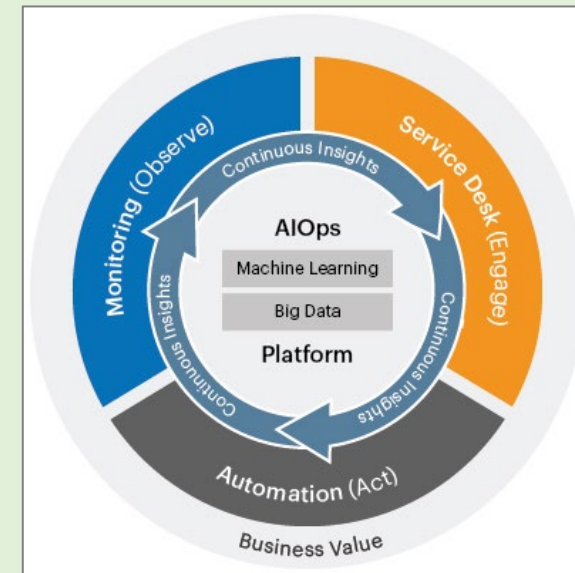 Monitoring (Observe)
Service Desk (Engage)
Continuous Insights
Continuous Insights
Continuous Insights
AIOps
Machine Learning
Big Data
Platform
Automation (Act)
Business Value